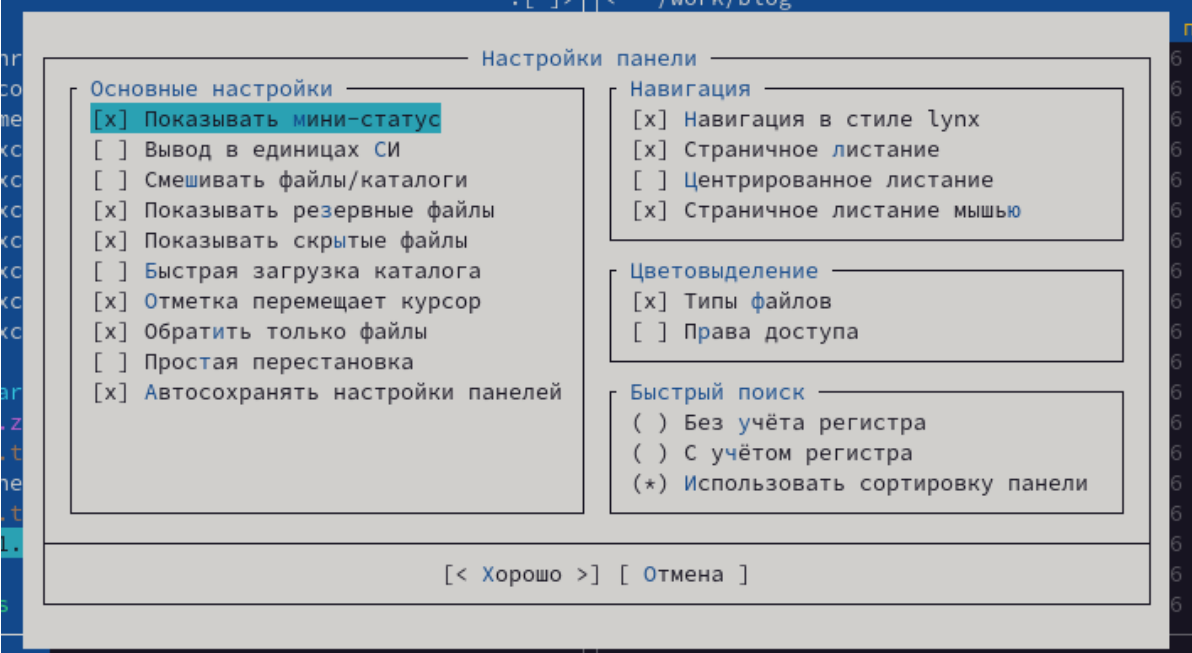 /work/blog
Настройки панели
Основные настройки
[x] Показывать мини-статус
[ ] Вывод в единицах СИ
[ ] Смешивать файлы/каталоги
[x] Показывать резервные файлы
[x] Показывать скрытые файлы
[ ] Быстрая загрузка каталога
[x] Отметка перемещает курсор
[x] Обратить только файлы
[ ] Простая перестановка
[x] Автосохранять настройки панелей
Навигация
[x] Навигация в стиле lynx
[x] Страничное листание
[ ] Центрированное листание
[x] Страничное листание мышью
Цветовыделение
[x] Типы файлов
[ ] Права доступа
Быстрый поиск
( ) Без учёта регистра
( ) С учётом регистра
(*) Использовать сортировку панели
[< Хорошо >] [ Отмена ]